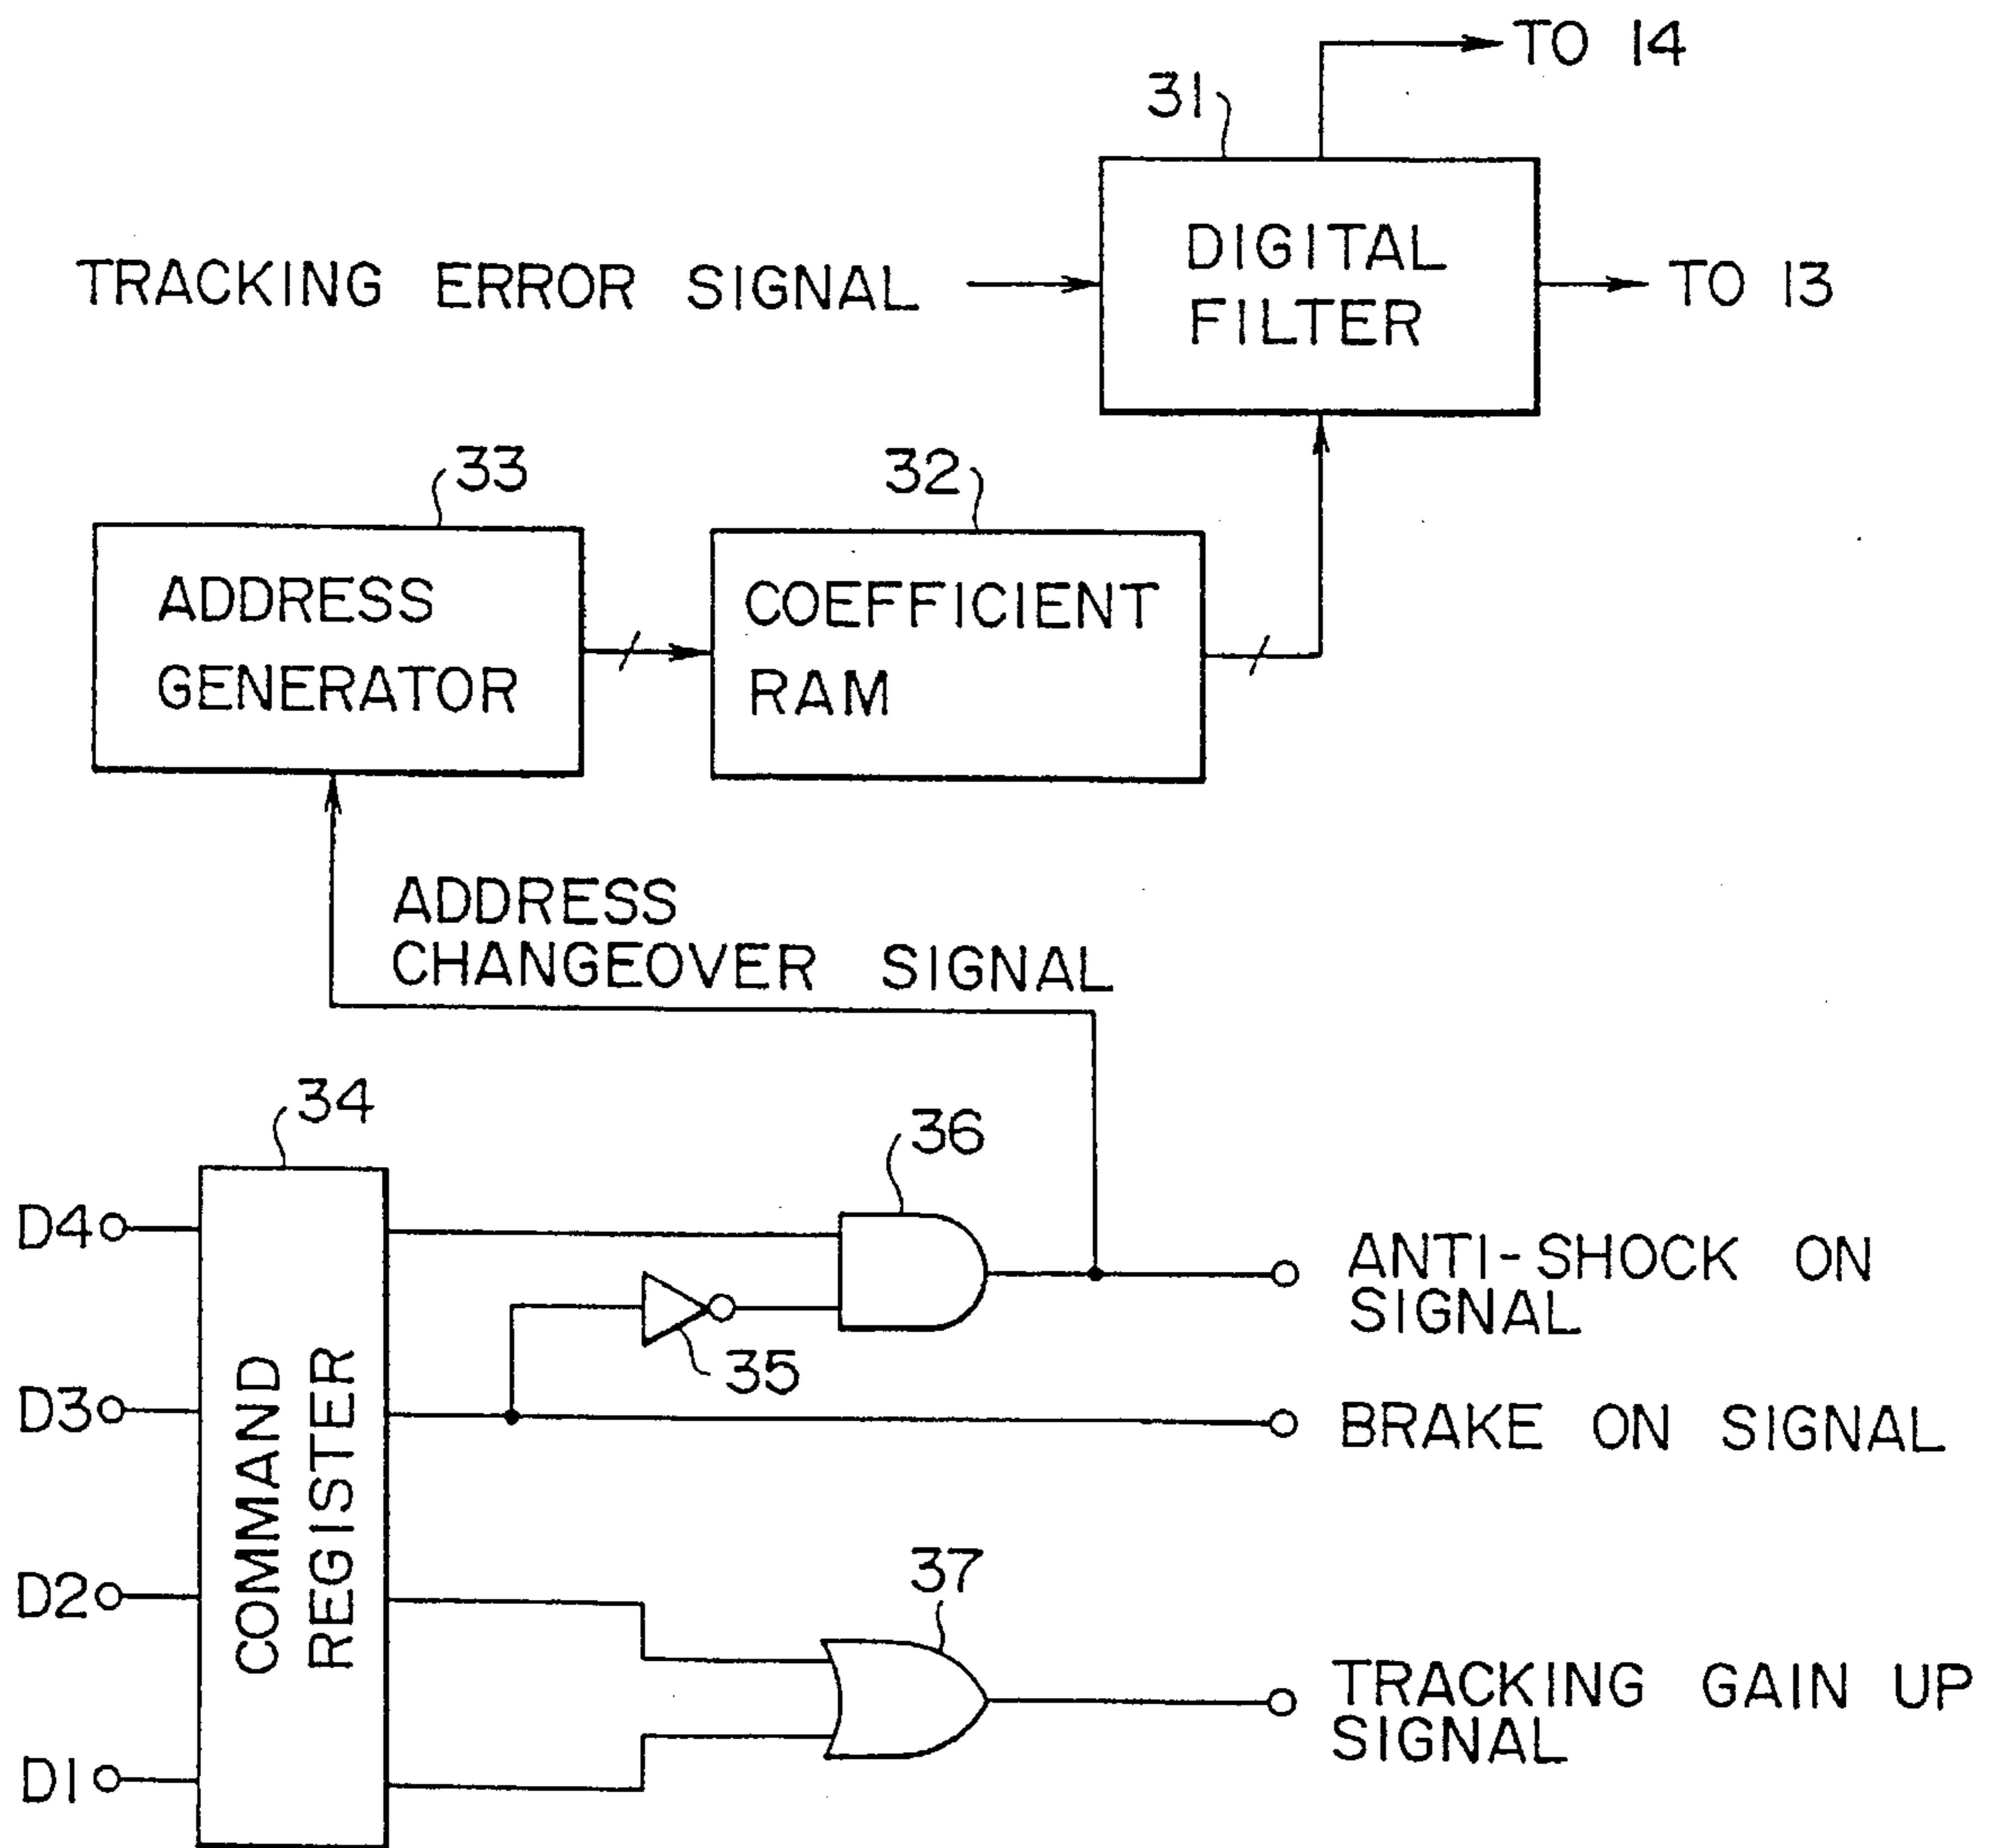 TO 14
31
DIGITAL
FILTER
TRACKING ERROR SIGNAL
TO 13
33
32
ADDRESS
GENERATOR
COEFFICIENT
RAM
ADDRESS
CHANGEOVER SIGNAL
34
36
D4
ANTI-SHOCK ON
SIGNAL
35
D3
BRAKE ON SIGNAL
COMMAND
REGISTER
D2
37
TRACKING GAIN UP
SIGNAL
D1